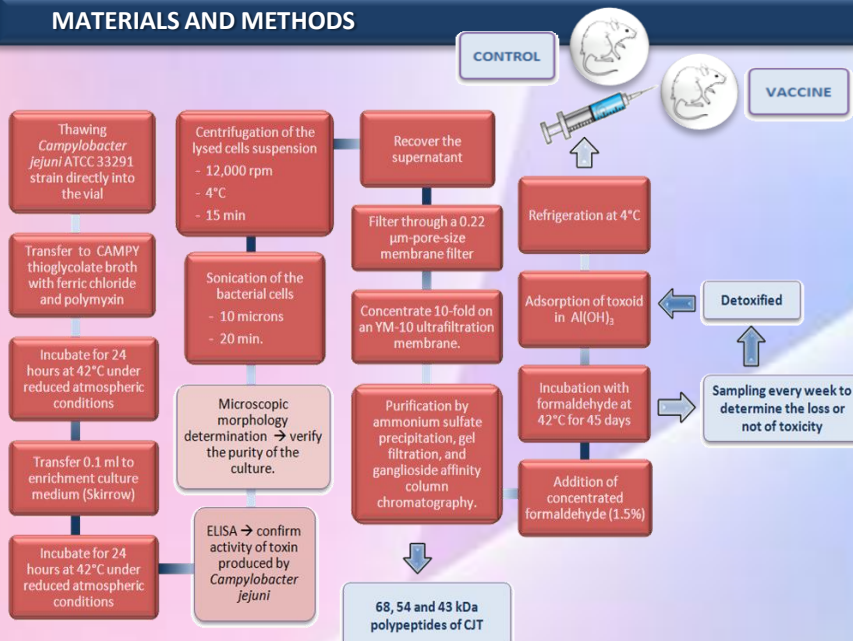 MATERIALS AND METHODS
CONTROL
VACCINE
Thawing
Campylobacter
jejuni ATCC 33291
strain directly into
the vial
Transfer to CAMPY
thioglycolate broth
with ferric chloride
and polymyxin
Incubate for 24
hours at 42°C under
reduced atmospheric
conditions
Transfer 0.1 ml to
enrichment culture
medium (Skirrow)
Incubate for 24
hours at 42°C under
reduced atmospheric
conditions
ELISA → confirm
activity of toxin
produced by
Campylobacter
jejuni
Microscopic
morphology
determination → verify
the purity of the
culture.
Sonication of the
bacterial cells
- 10 microns
- 20 min.
Centrifugation of the
lysed cells suspension
- 12,000 rpm
- 4°C
- 15 min
Recover the
supernatant
Filter through a 0.22
µm-pore-size
membrane filter
Concentrate 10-fold on
an YM-10 ultrafiltration
membrane.
Purification by
ammonium sulfate
precipitation, gel
filtration, and
ganglioside affinity
column
chromatography.
68, 54 and 43 kDa
polypeptides of CJT
Addition of
concentrated
formaldehyde (1.5%)
Incubation with
formaldehyde at
42°C for 45 days
Sampling every week to
determine the loss or
not of toxicity
Detoxified
Adsorption of toxoid
in Al(OH)₃
Refrigeration at 4°C